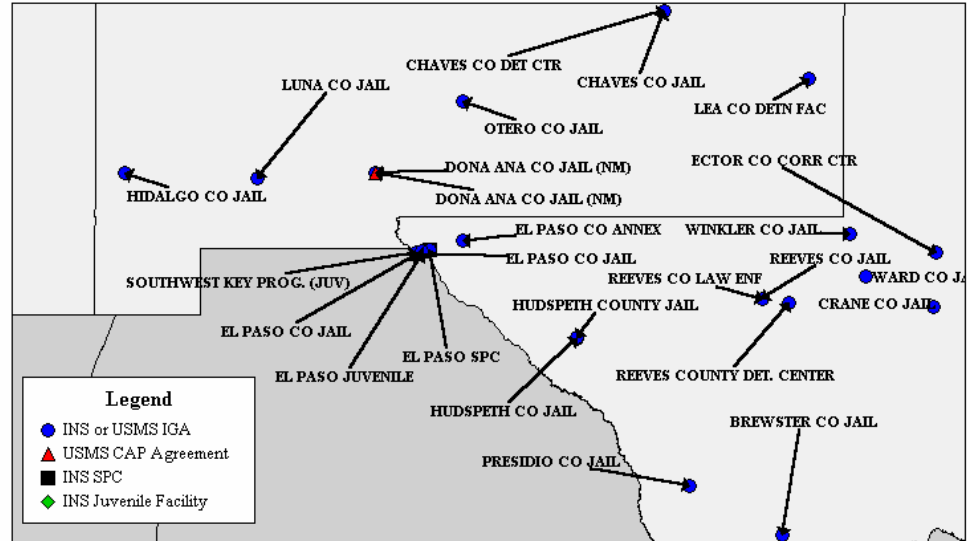 CHAVES CO DET CTR
CHAVES CO JAIL
LUNA CO JAIL
LEA CO DETN FAC
OTERO CO JAIL
ECTOR CO CORR CTR
DONA ANA CO JAIL (NM)
HIDALGO CO JAIL
DONA ANA CO JAIL (NM)
EL PASO CO ANNEX
WINKLER CO JAIL
EL PASO CO JAIL
REEVES CO JAIL
SOUTHWEST KEY PROG. (JUV)
REEVES CO LAW ENF
WARD CO JA
HUDSPETH COUNTY JAIL
CRANE CO JAIL
EL PASO CO JAIL
EL PASO SPC
EL PASO JUVENILE
REEVES COUNTY DET. CENTER
HUDSPETH CO JAIL
BREWSTER CO JAIL
PRESIDIO CO JAIL
Legend
INS or USMS IGA
USMS CAP Agreement
INS SPC
INS Juvenile Facility